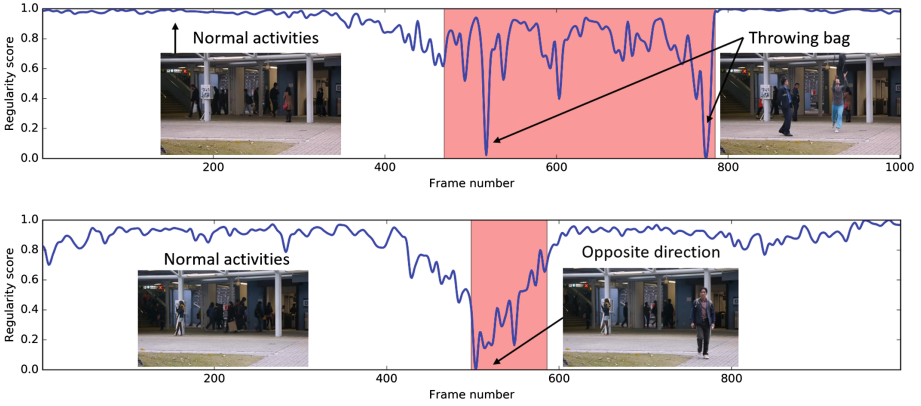 1.0
0.8
0.6
0.4
0.2
0.0
Regularity score
Normal activities
Throwing bag
200
400
600
800
1000
Frame number
1.0
0.8
0.6
0.4
0.2
0.0
Regularity score
Normal activities
Opposite direction
200
400
600
800
Frame number